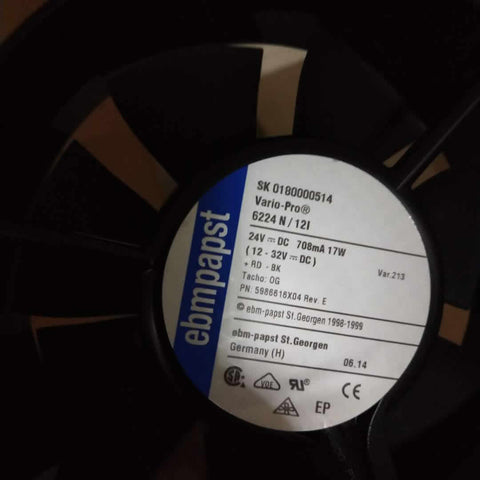 ebmpapst
SK 0180000514
Vario-Pro®
6224 N / 12I
24V⎓DC 708mA 17W
(12 - 32V⎓DC)
+ RD - BK
Var.213
Tacho: OG
PN: 5986618X04 Rev. E
© ebm-papst St.Georgen 1998-1999
ebm-papst St.Georgen
Germany (H)
06.14
VDE
CE
EP